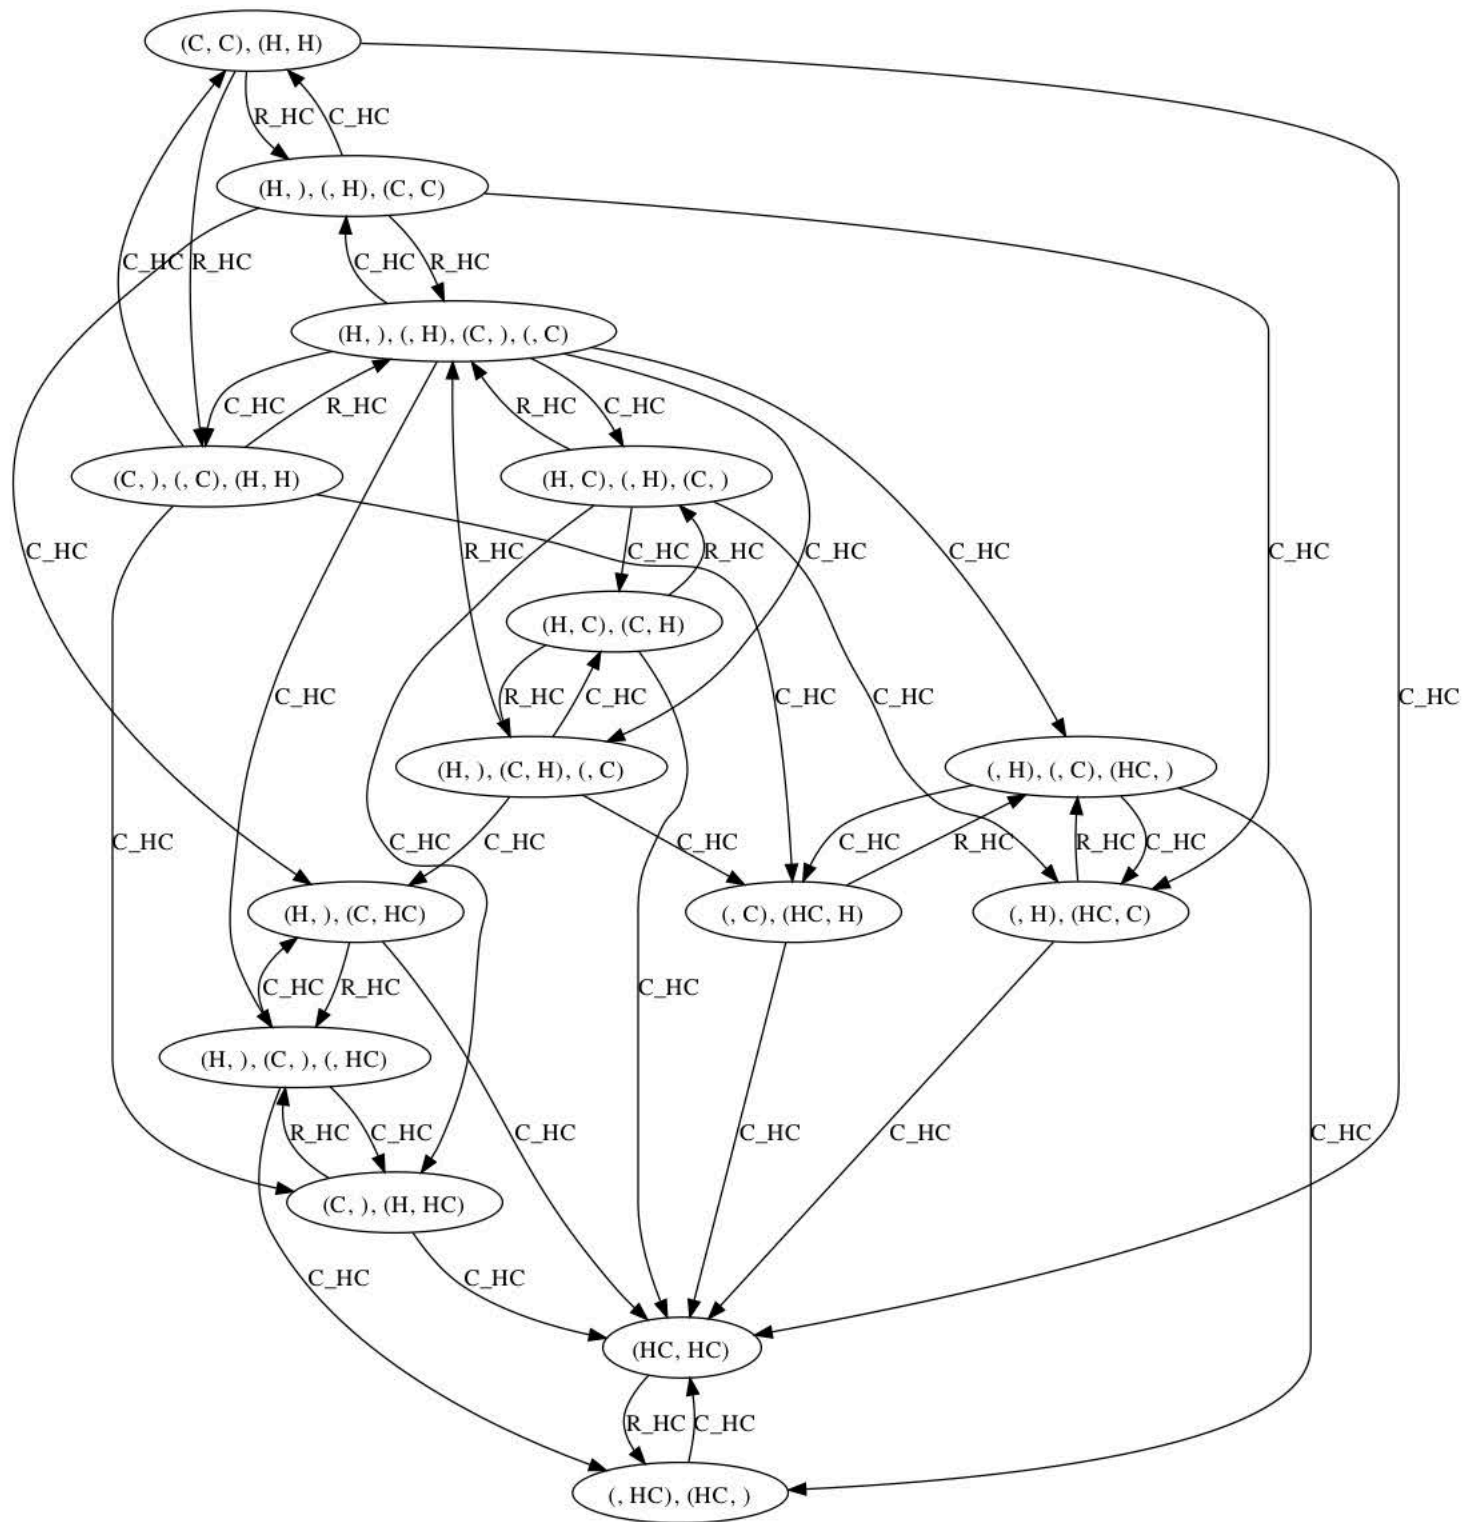 (C, C), (H, H)
R_HC C_HC
(H, ), (, H), (C, C)
C_HC R_HC C_HC R_HC
(H, ), (, H), (C, ), (, C)
C_HC R_HC R_HC C_HC
(C, ), (, C), (H, H) (H, C), (, H), (C, )
C_HC R_HC C_HC R_HC C_HC C_HC C_HC
(H, C), (C, H)
C_HC R_HC C_HC C_HC C_HC C_HC
(H, ), (C, H), (, C) (, H), (, C), (HC, )
C_HC C_HC C_HC C_HC C_HC R_HC R_HC C_HC
(H, ), (C, HC) (, C), (HC, H) (, H), (HC, C)
C_HC R_HC C_HC
(H, ), (C, ), (, HC)
R_HC C_HC C_HC C_HC C_HC C_HC
(C, ), (H, HC)
C_HC C_HC
(HC, HC)
R_HC C_HC
(, HC), (HC, )